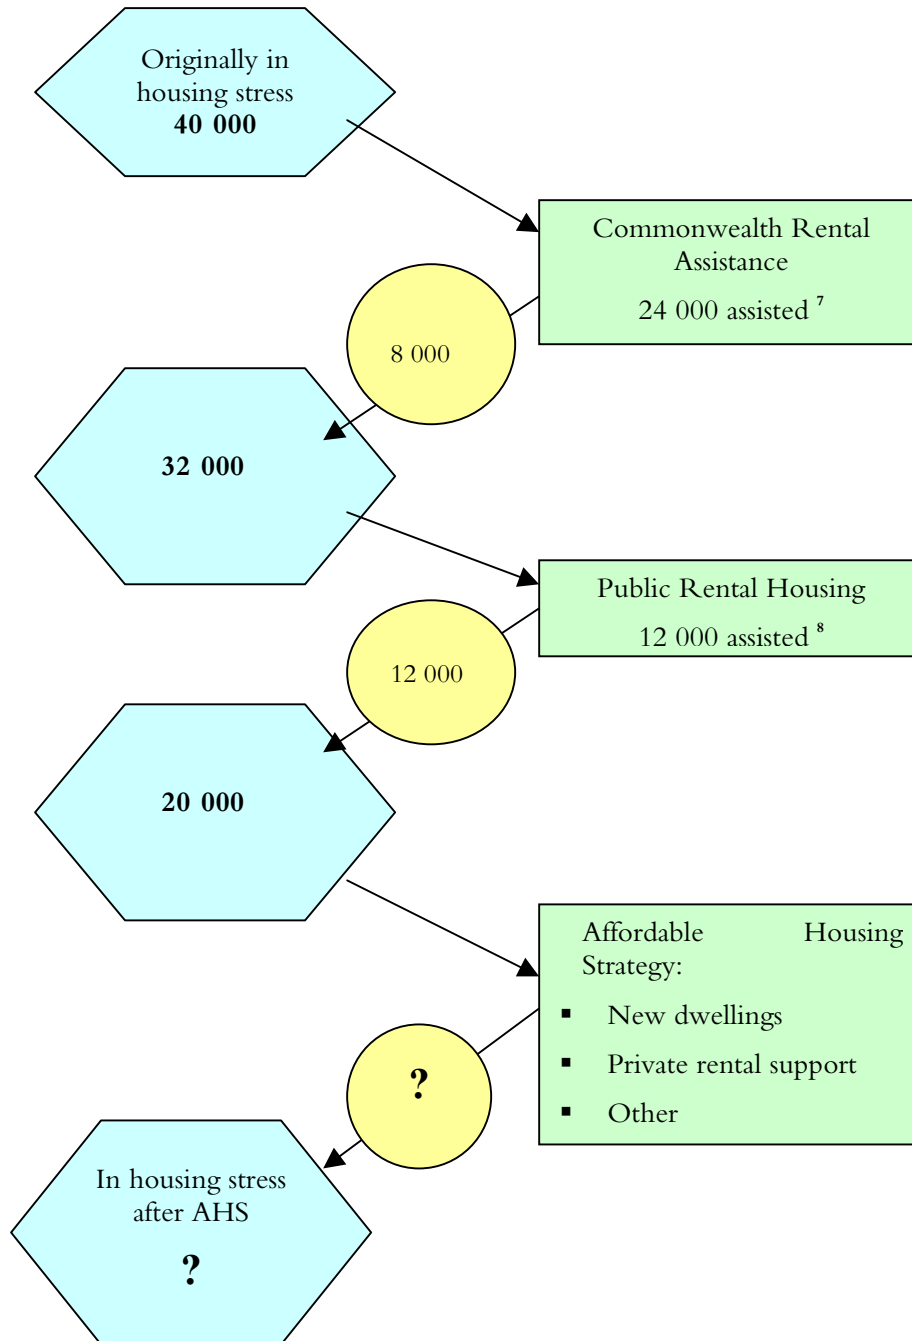 Originally in
housing stress
40 000
Commonwealth Rental
Assistance
24 000 assisted ⁷
8 000
32 000
Public Rental Housing
12 000 assisted ⁸
12 000
20 000
Affordable Housing
Strategy:
▪ New dwellings
▪ Private rental support
▪ Other
?
In housing stress
after AHS
?